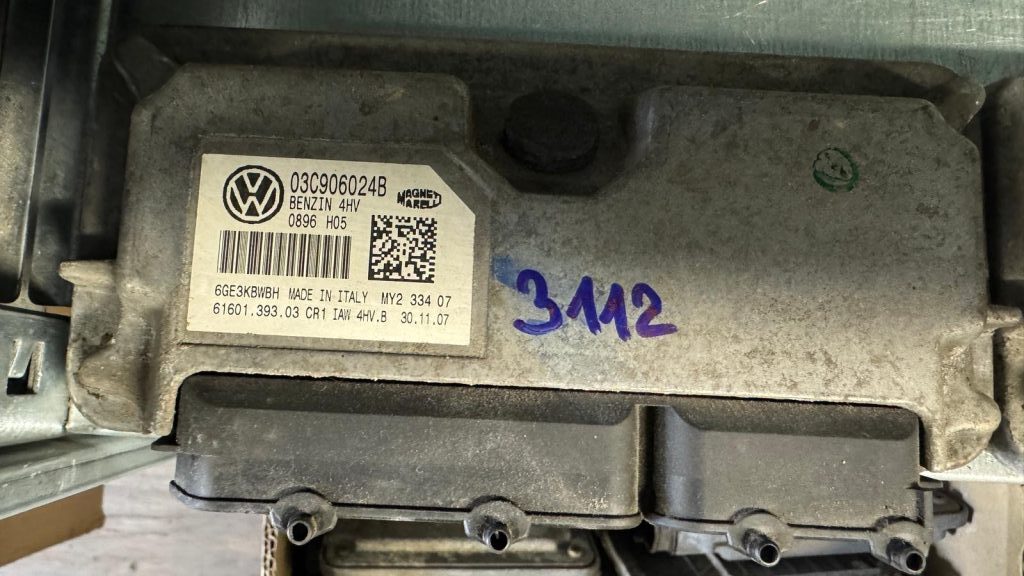 03C906024B
BENZIN 4HV
0896 H05
MAGNETI
MARELLI
6GE3KBWBH MADE IN ITALY MY2 334 07
61601.393.03 CR1 IAW 4HV.B 30.11.07
3112